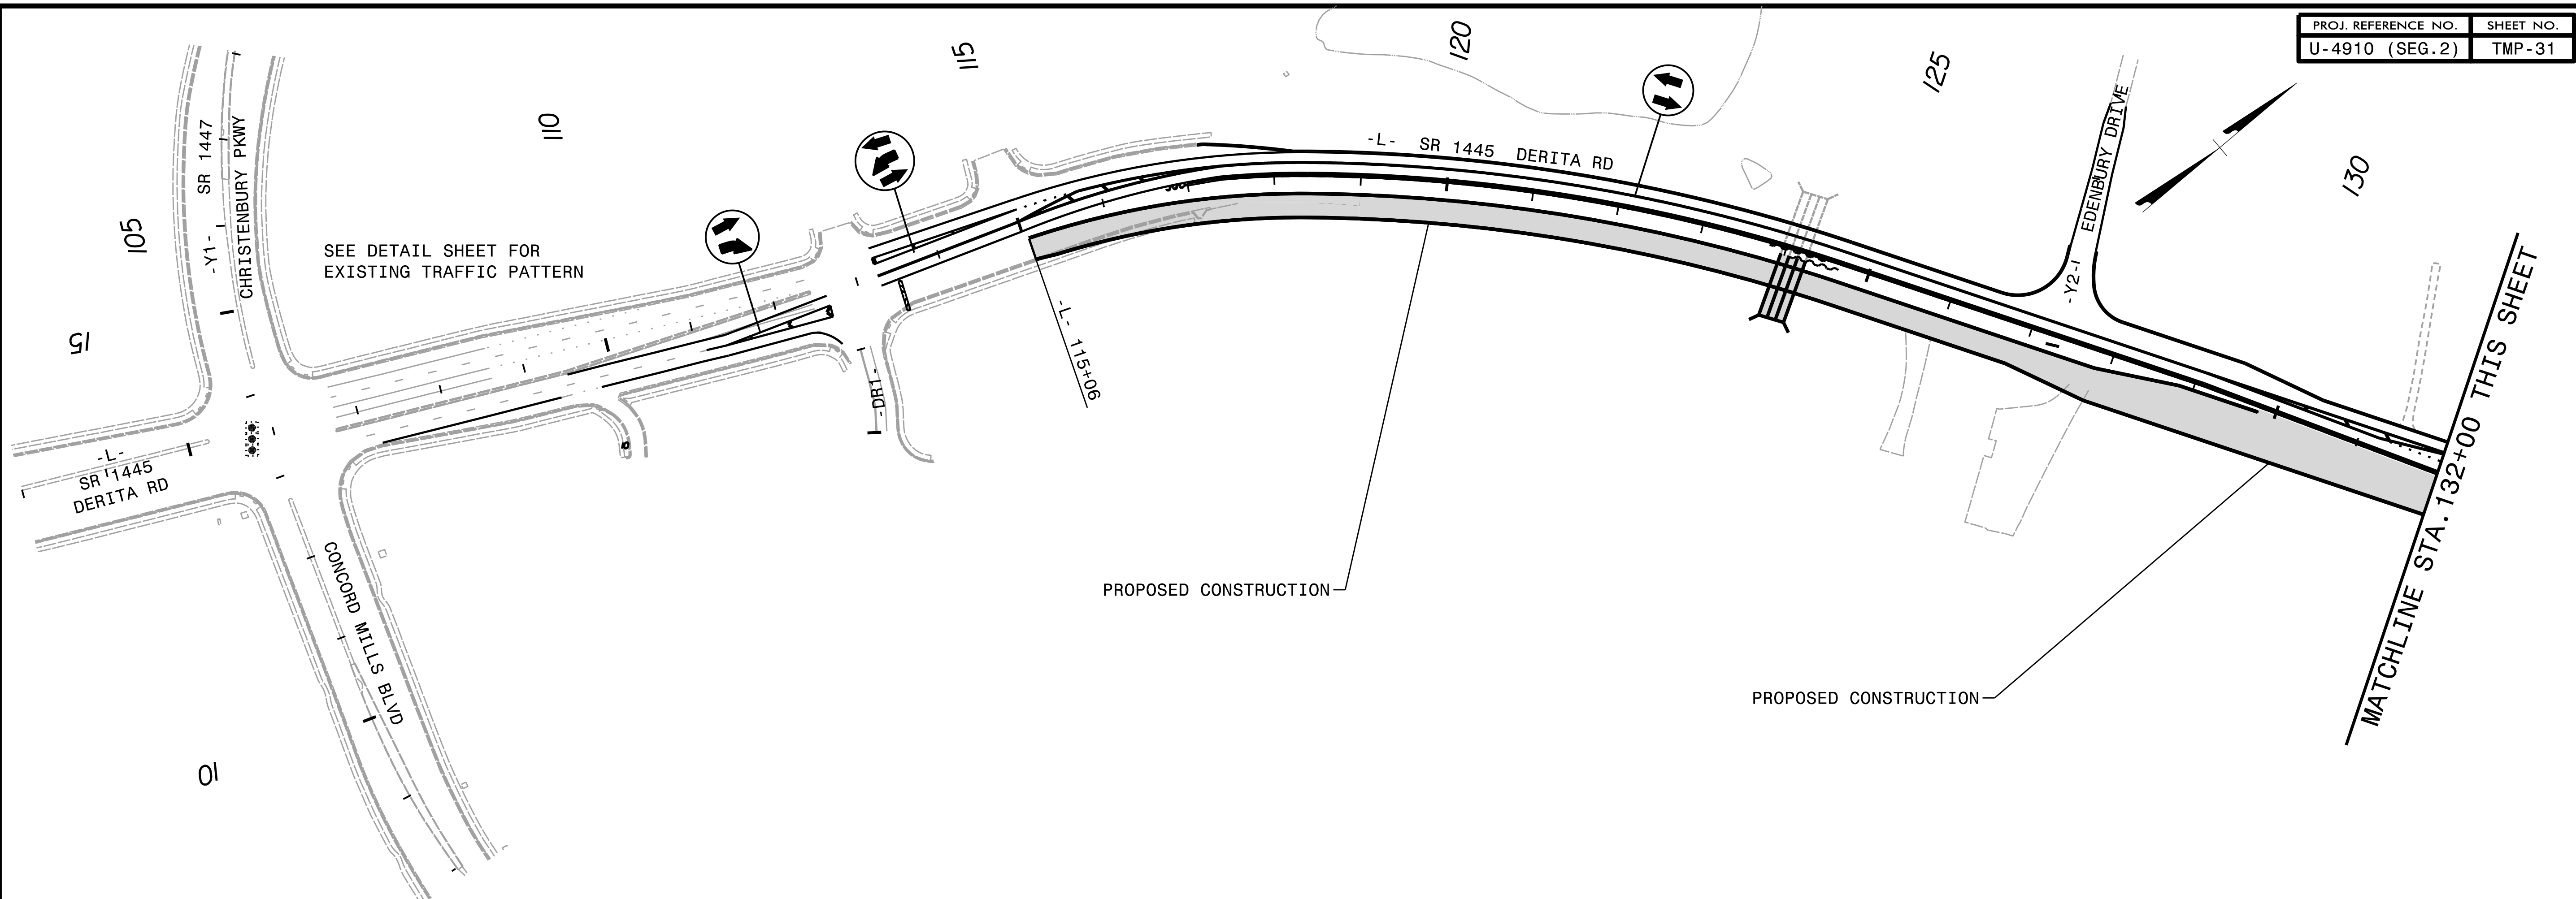 PROJ. REFERENCE NO.
SHEET NO.
U-4910 (SEG.2)
TMP-31
105
110
115
120
125
130
15
10
-Y1- SR 1447
CHRISTENBURY PKWY
SEE DETAIL SHEET FOR
EXISTING TRAFFIC PATTERN
-L- SR 1445 DERITA RD
EDENBURY DRIVE
-Y2-
-DR1-
-L- 115+06
-L-
SR 1445
DERITA RD
CONCORD MILLS BLVD
PROPOSED CONSTRUCTION
PROPOSED CONSTRUCTION
MATCHLINE STA.132+00 THIS SHEET